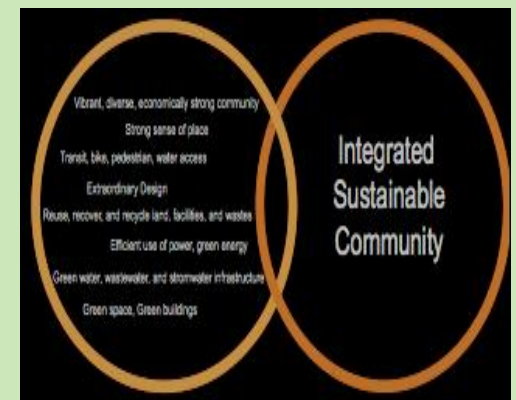 Vibrant, diverse, economically strong community
Strong sense of place
Transit, bike, pedestrian, water access
Extraordinary Design
Reuse, recover, and recycle land, facilities, and wastes
Efficient use of power, green energy
Green water, wastewater, and stromwater infrastructure
Green space, Green buildings
Integrated
Sustainable
Community